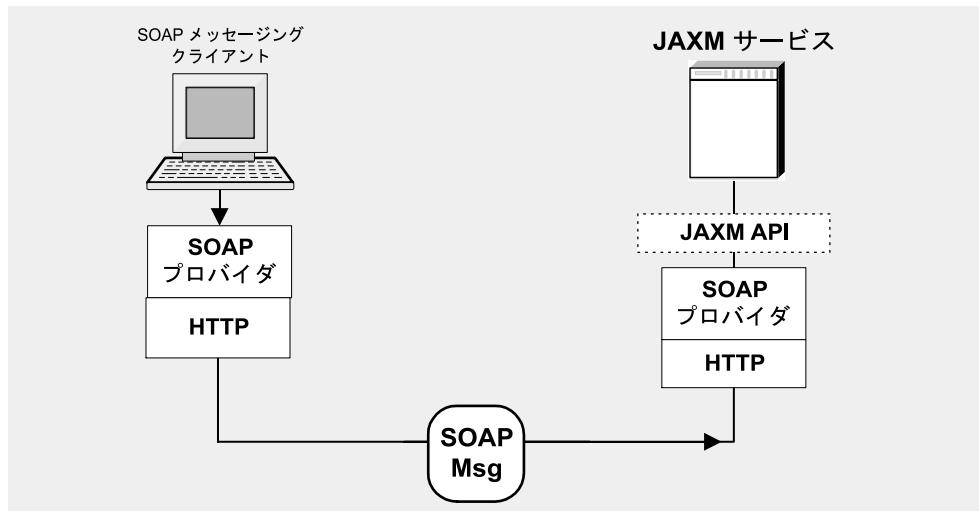 SOAP メッセージング
クライアント
JAXM サービス
JAXM API
SOAP
プロバイダ
HTTP
SOAP
プロバイダ
HTTP
SOAP
Msg